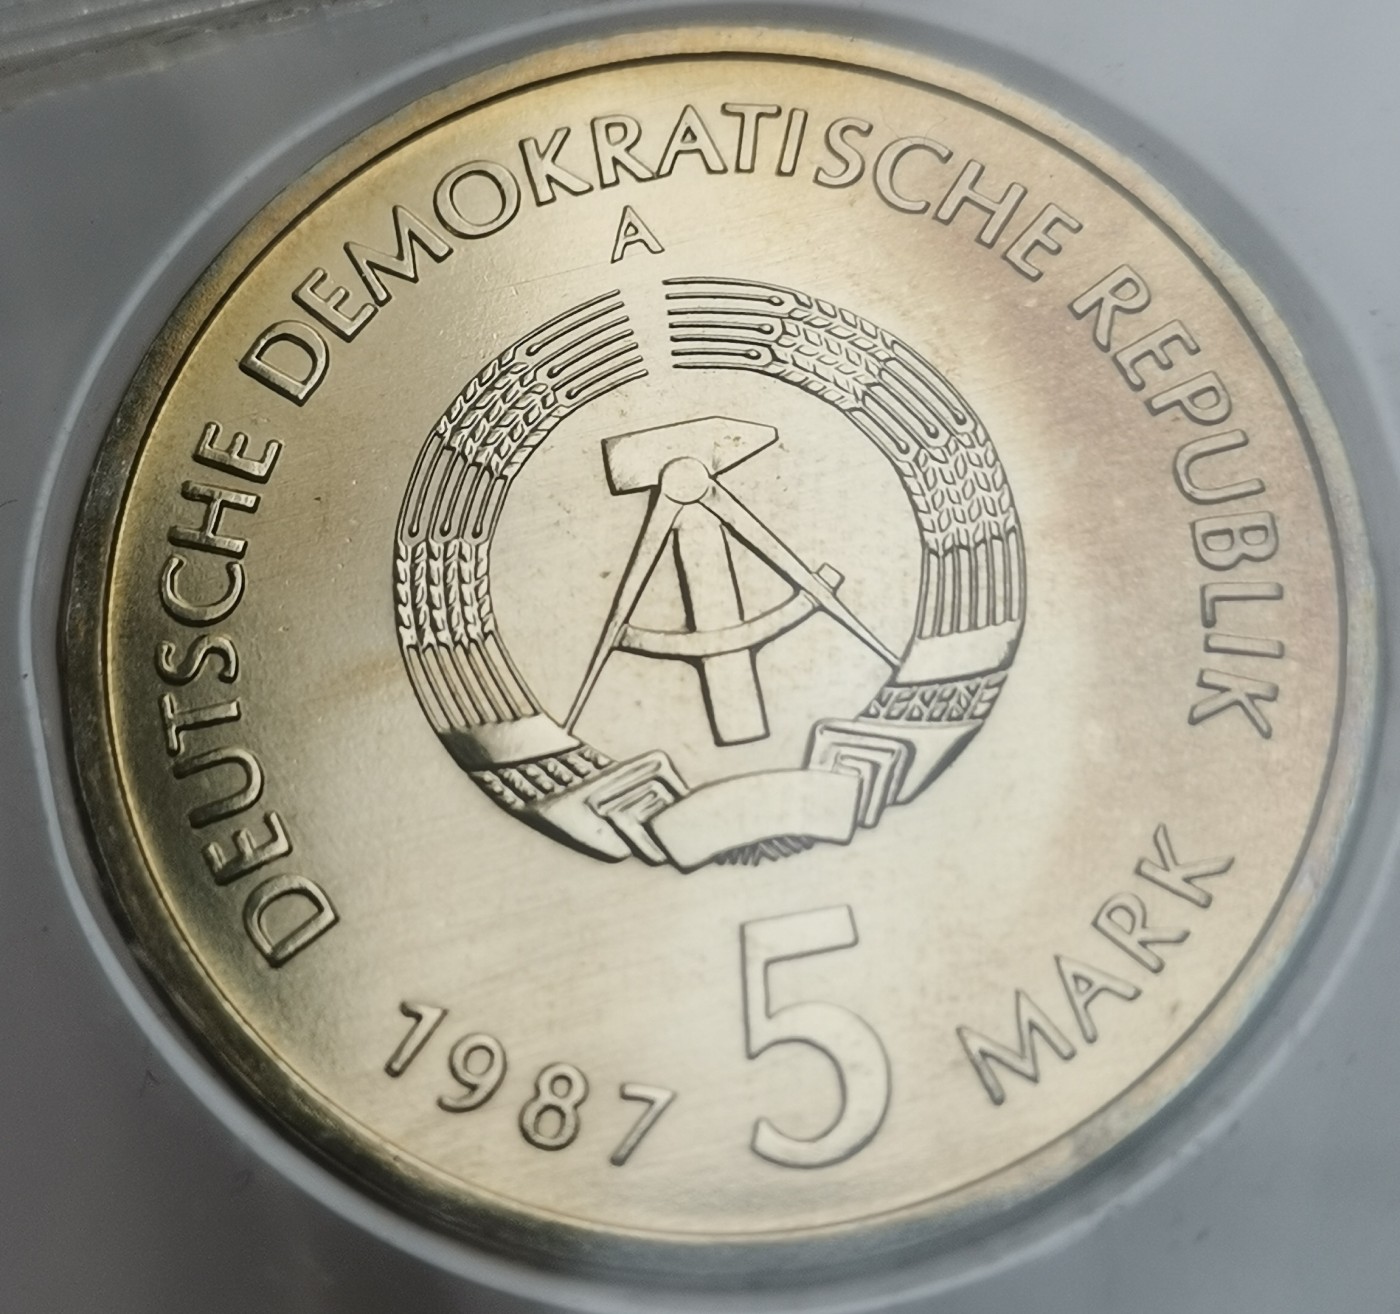 DEUTSCHE DEMOKRATISCHE REPUBLIK
A
1987 5 MARK